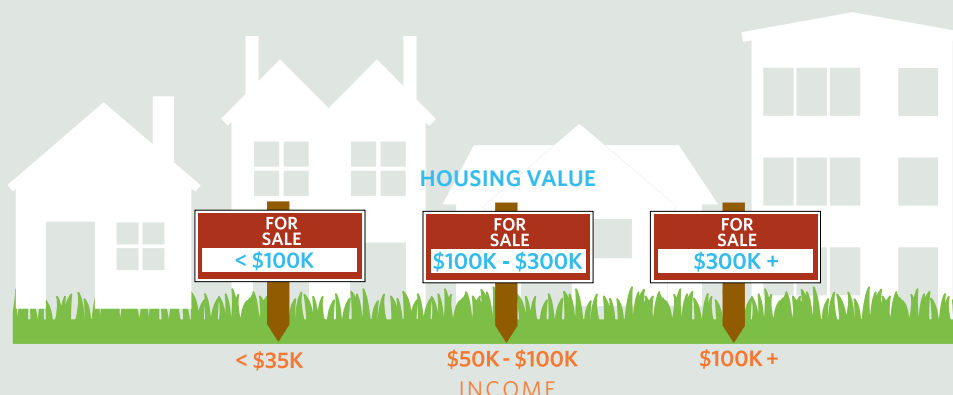 HOUSING VALUE
FOR
SALE
< $100K
FOR
SALE
$100K - $300K
FOR
SALE
$300K +
< $35K
$50K - $100K
$100K +
INCOME